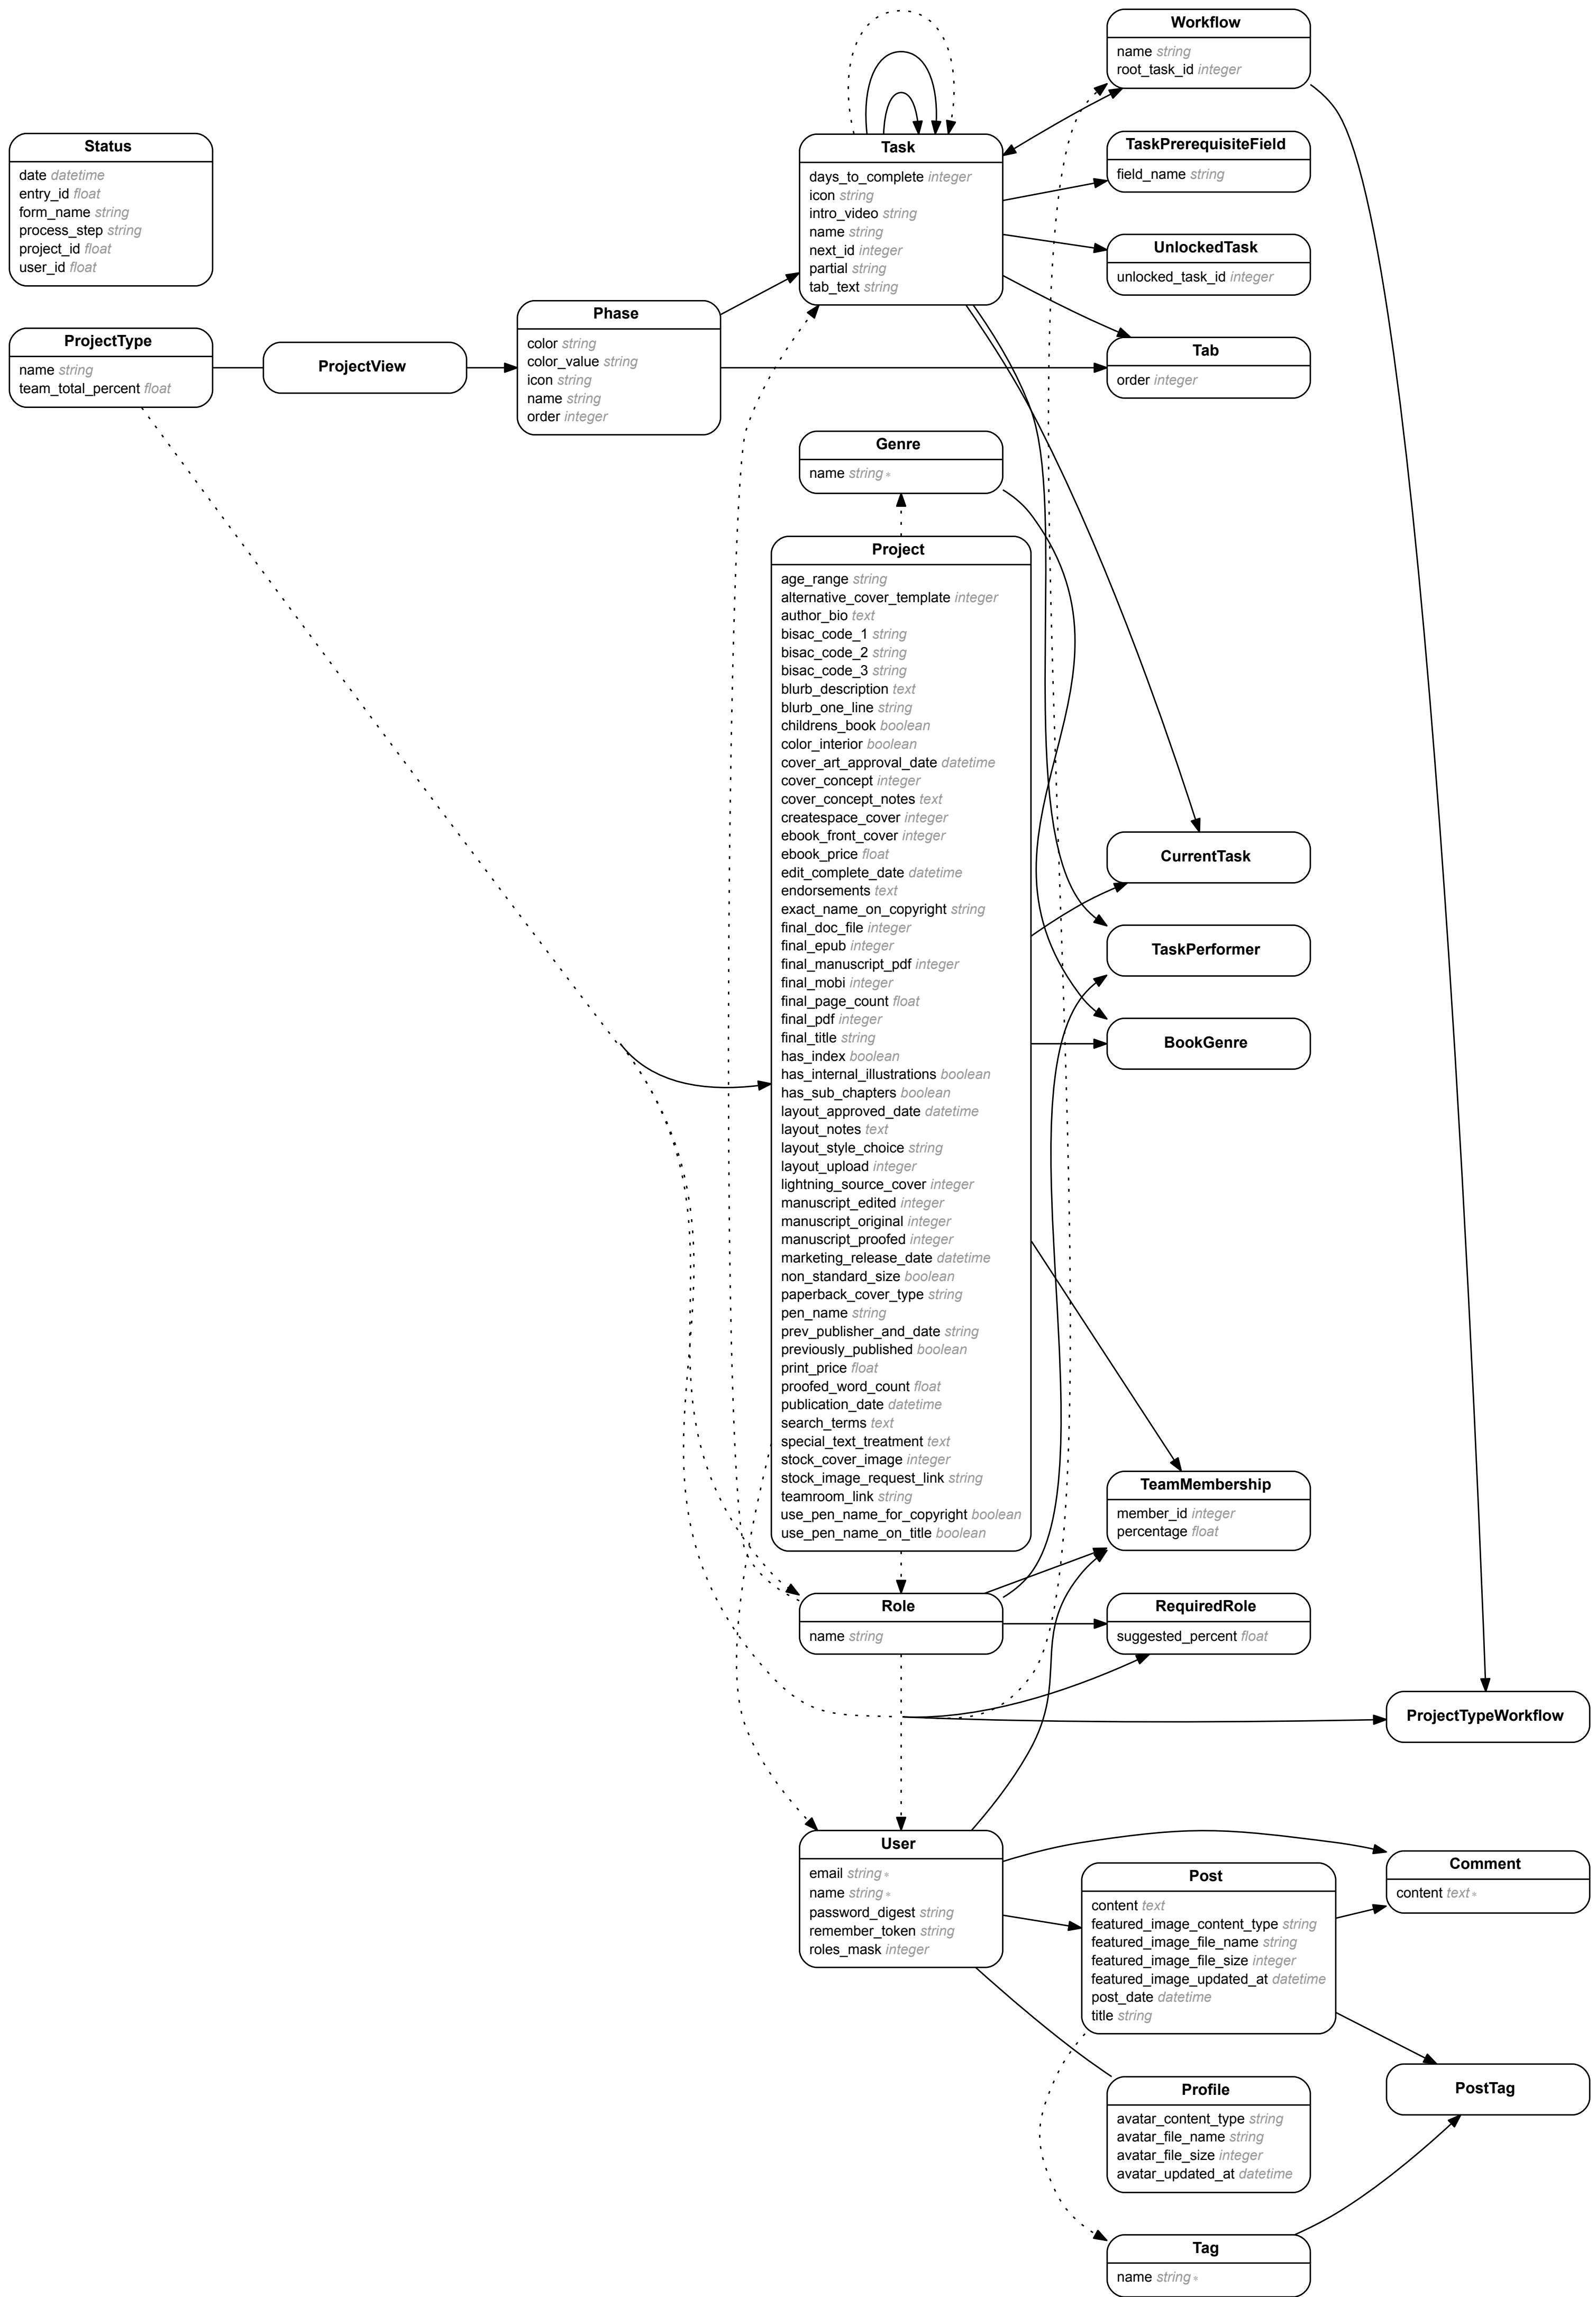 Workflow
name string
root_task_id integer
Status
date datetime
entry_id float
form_name string
process_step string
project_id float
user_id float
Task
days_to_complete integer
icon string
intro_video string
name string
next_id integer
partial string
tab_text string
TaskPrerequisiteField
field_name string
UnlockedTask
unlocked_task_id integer
ProjectType
name string
team_total_percent float
ProjectView
Phase
color string
color_value string
icon string
name string
order integer
Tab
order integer
Genre
name string *
Project
age_range string
alternative_cover_template integer
author_bio text
bisac_code_1 string
bisac_code_2 string
bisac_code_3 string
blurb_description text
blurb_one_line string
childrens_book boolean
color_interior boolean
cover_art_approval_date datetime
cover_concept integer
cover_concept_notes text
createspace_cover integer
ebook_front_cover integer
ebook_price float
edit_complete_date datetime
endorsements text
exact_name_on_copyright string
final_doc_file integer
final_epub integer
final_manuscript_pdf integer
final_mobi integer
final_page_count float
final_pdf integer
final_title string
has_index boolean
has_internal_illustrations boolean
has_sub_chapters boolean
layout_approved_date datetime
layout_notes text
layout_style_choice string
layout_upload integer
lightning_source_cover integer
manuscript_edited integer
manuscript_original integer
manuscript_proofed integer
marketing_release_date datetime
non_standard_size boolean
paperback_cover_type string
pen_name string
prev_publisher_and_date string
previously_published boolean
print_price float
proofed_word_count float
publication_date datetime
search_terms text
special_text_treatment text
stock_cover_image integer
stock_image_request_link string
teamroom_link string
use_pen_name_for_copyright boolean
use_pen_name_on_title boolean
CurrentTask
TaskPerformer
BookGenre
TeamMembership
member_id integer
percentage float
Role
name string
RequiredRole
suggested_percent float
ProjectTypeWorkflow
User
email string *
name string *
password_digest string
remember_token string
roles_mask integer
Post
content text
featured_image_content_type string
featured_image_file_name string
featured_image_file_size integer
featured_image_updated_at datetime
post_date datetime
title string
Comment
content text *
PostTag
Profile
avatar_content_type string
avatar_file_name string
avatar_file_size integer
avatar_updated_at datetime
Tag
name string *